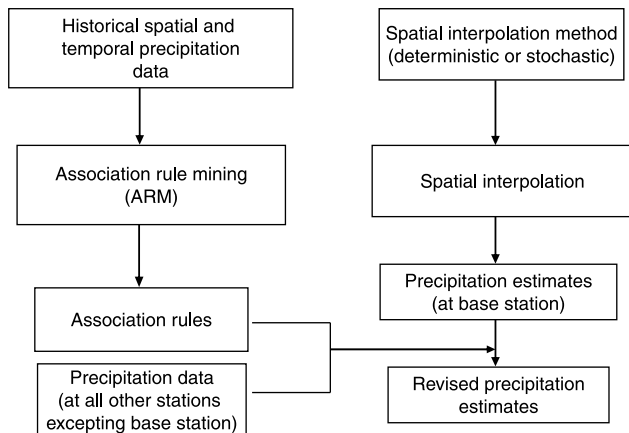 Historical spatial and
temporal precipitation
data
Association rule mining
(ARM)
Association rules
Precipitation data
(at all other stations
excepting base station)
Spatial interpolation method
(deterministic or stochastic)
Spatial interpolation
Precipitation estimates
(at base station)
Revised precipitation
estimates